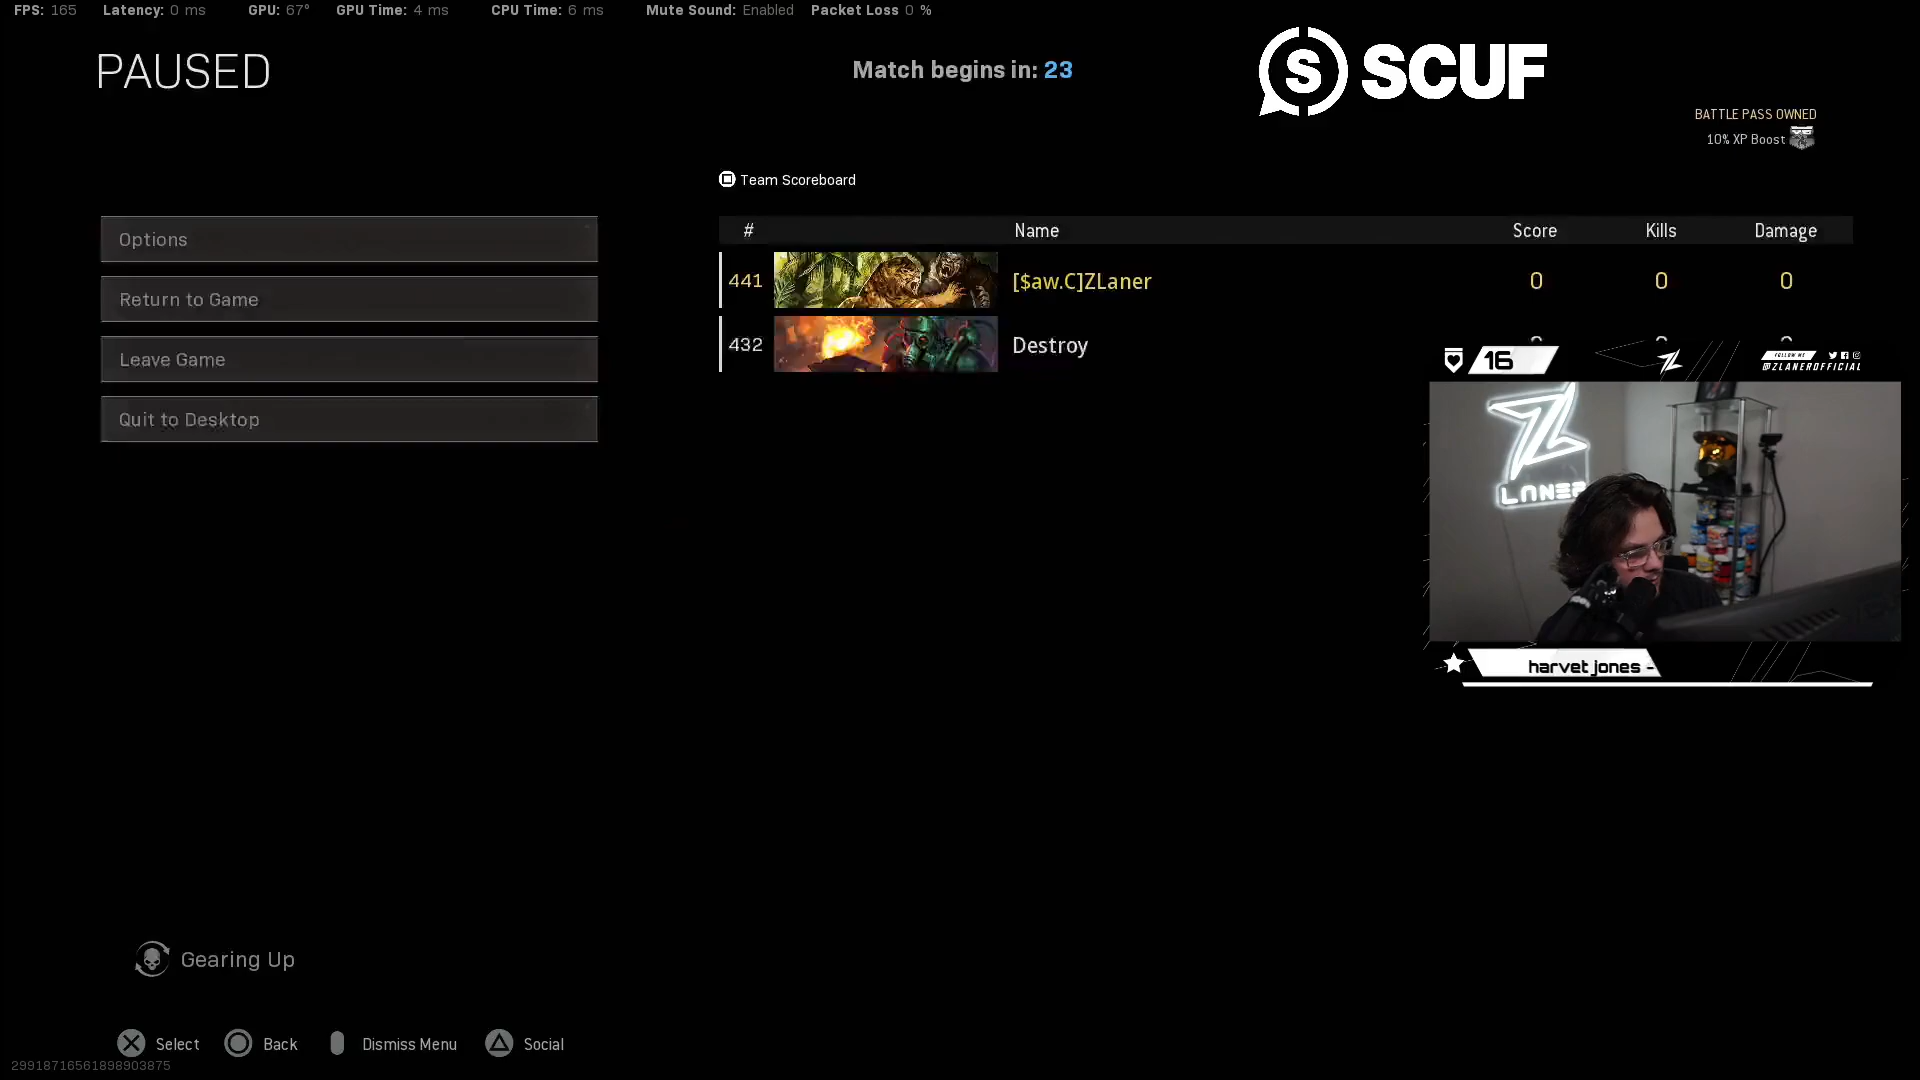 FPS: 165 Latency: 0 ms GPU: 67° GPU Time: 4 ms CPU Time: 6 ms Mute Sound: Enabled Packet Loss 0 %
PAUSED
Match begins in: 23
S SCUF
BATTLE PASS OWNED
10% XP Boost
Team Scoreboard
Options
Return to Game
Leave Game
Quit to Desktop
# Name Score Kills Damage
441 [$aw.C]ZLaner 0 0 0
432 Destroy
16
FOLLOW ME
@ZLANEROFFICIAL
Z
LANER
harvet jones -
Gearing Up
Select Back Dismiss Menu Social
29918716561898903875